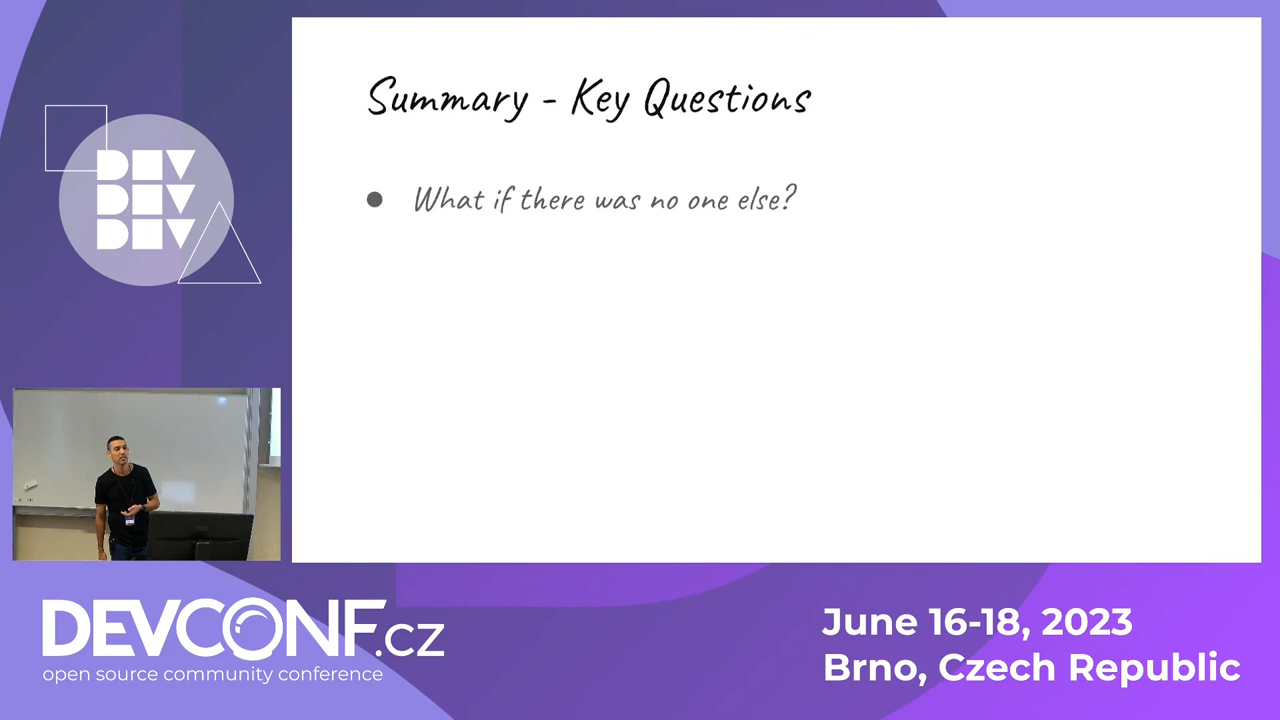 Summary - Key Questions
● What if there was no one else?
DEV
DEV
DEV
DEVCONF.cz
open source community conference
June 16-18, 2023
Brno, Czech Republic